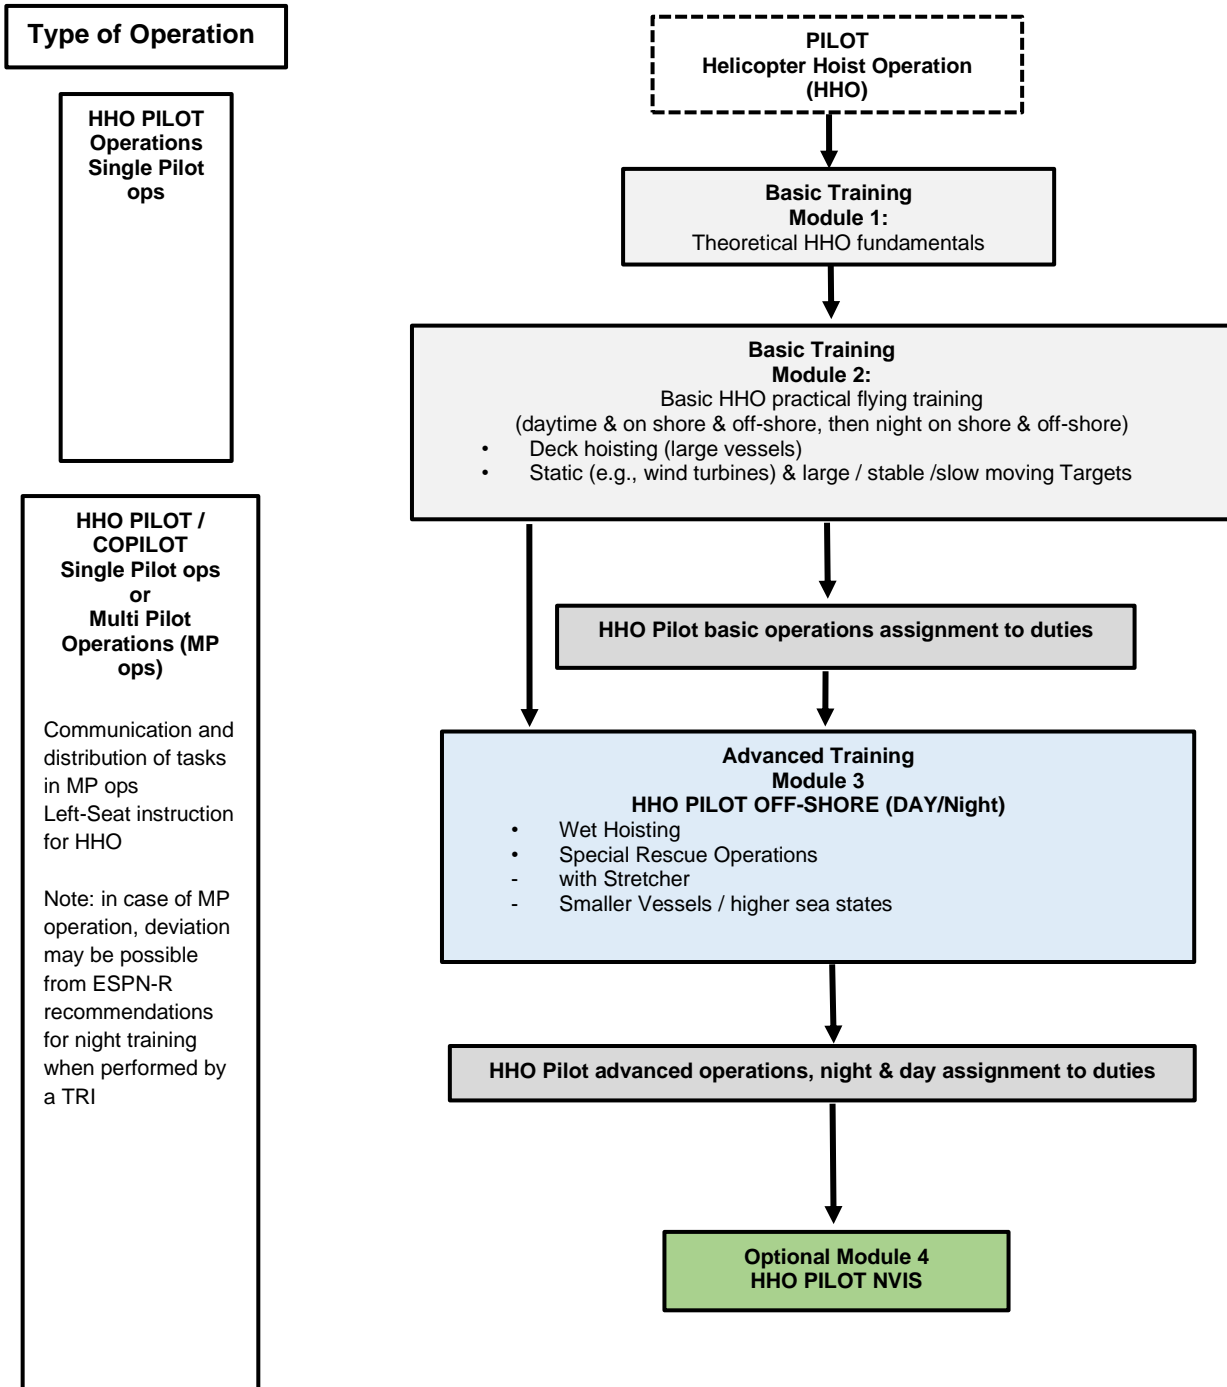 Type of Operation
HHO PILOT
Operations
Single Pilot
ops
HHO PILOT /
COPILOT
Single Pilot ops
or
Multi Pilot
Operations (MP
ops)
Communication and
distribution of tasks
in MP ops
Left-Seat instruction
for HHO
Note: in case of MP
operation, deviation
may be possible
from ESPN-R
recommendations
for night training
when performed by
a TRI
PILOT
Helicopter Hoist Operation
(HHO)
Basic Training
Module 1:
Theoretical HHO fundamentals
Basic Training
Module 2:
Basic HHO practical flying training
(daytime & on shore & off-shore, then night on shore & off-shore)
• Deck hoisting (large vessels)
• Static (e.g., wind turbines) & large / stable /slow moving Targets
HHO Pilot basic operations assignment to duties
Advanced Training
Module 3
HHO PILOT OFF-SHORE (DAY/Night)
• Wet Hoisting
• Special Rescue Operations
- with Stretcher
- Smaller Vessels / higher sea states
HHO Pilot advanced operations, night & day assignment to duties
Optional Module 4
HHO PILOT NVIS